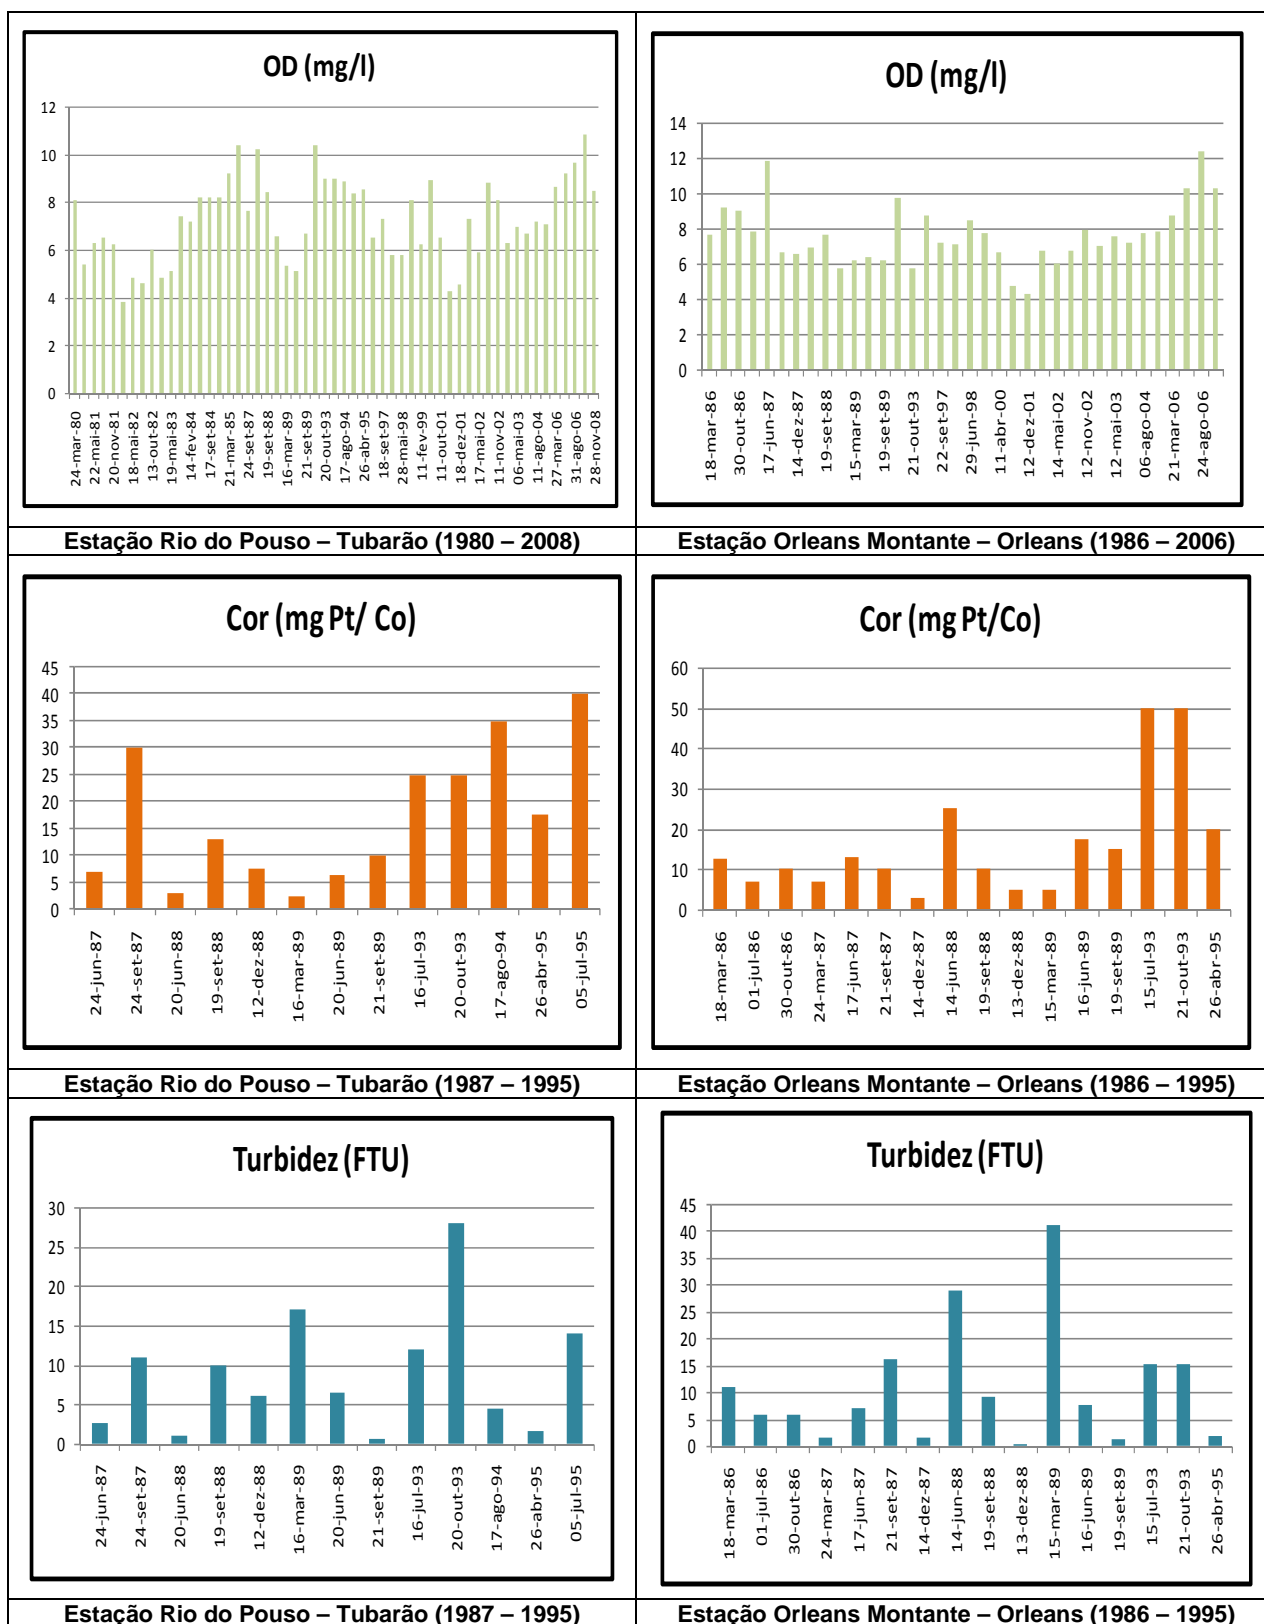 OD (mg/l)
12
10
8
6
4
2
0
24-mar-80
22-mai-81
20-nov-81
18-mai-82
13-out-82
19-mai-83
14-fev-84
17-set-84
21-mar-85
24-set-87
19-set-88
16-mar-89
21-set-89
20-out-93
17-ago-94
26-abr-95
18-set-97
28-mai-98
11-fev-99
11-out-01
18-dez-01
17-mai-02
11-nov-02
06-mai-03
11-ago-04
27-mar-06
31-ago-06
28-nov-08
OD (mg/l)
14
12
10
8
6
4
2
0
18-mar-86
30-out-86
17-jun-87
14-dez-87
19-set-88
15-mar-89
19-set-89
21-out-93
22-set-97
29-jun-98
11-abr-00
12-dez-01
14-mai-02
12-nov-02
12-mai-03
06-ago-04
21-mar-06
24-ago-06
Estação Rio do Pouso – Tubarão (1980 – 2008)
Estação Orleans Montante – Orleans (1986 – 2006)
Cor (mg Pt/ Co)
45
40
35
30
25
20
15
10
5
0
24-jun-87
24-set-87
20-jun-88
19-set-88
12-dez-88
16-mar-89
20-jun-89
21-set-89
16-jul-93
20-out-93
17-ago-94
26-abr-95
05-jul-95
Cor (mg Pt/Co)
60
50
40
30
20
10
0
18-mar-86
01-jul-86
30-out-86
24-mar-87
17-jun-87
21-set-87
14-dez-87
14-jun-88
19-set-88
13-dez-88
15-mar-89
16-jun-89
19-set-89
15-jul-93
21-out-93
26-abr-95
Estação Rio do Pouso – Tubarão (1987 – 1995)
Estação Orleans Montante – Orleans (1986 – 1995)
Turbidez (FTU)
30
25
20
15
10
5
0
24-jun-87
24-set-87
20-jun-88
19-set-88
12-dez-88
16-mar-89
20-jun-89
21-set-89
16-jul-93
20-out-93
17-ago-94
26-abr-95
05-jul-95
Turbidez (FTU)
45
40
35
30
25
20
15
10
5
0
18-mar-86
01-jul-86
30-out-86
24-mar-87
17-jun-87
21-set-87
14-dez-87
14-jun-88
19-set-88
13-dez-88
15-mar-89
16-jun-89
19-set-89
15-jul-93
21-out-93
26-abr-95
Estação Rio do Pouso – Tubarão (1987 – 1995)
Estação Orleans Montante – Orleans (1986 – 1995)